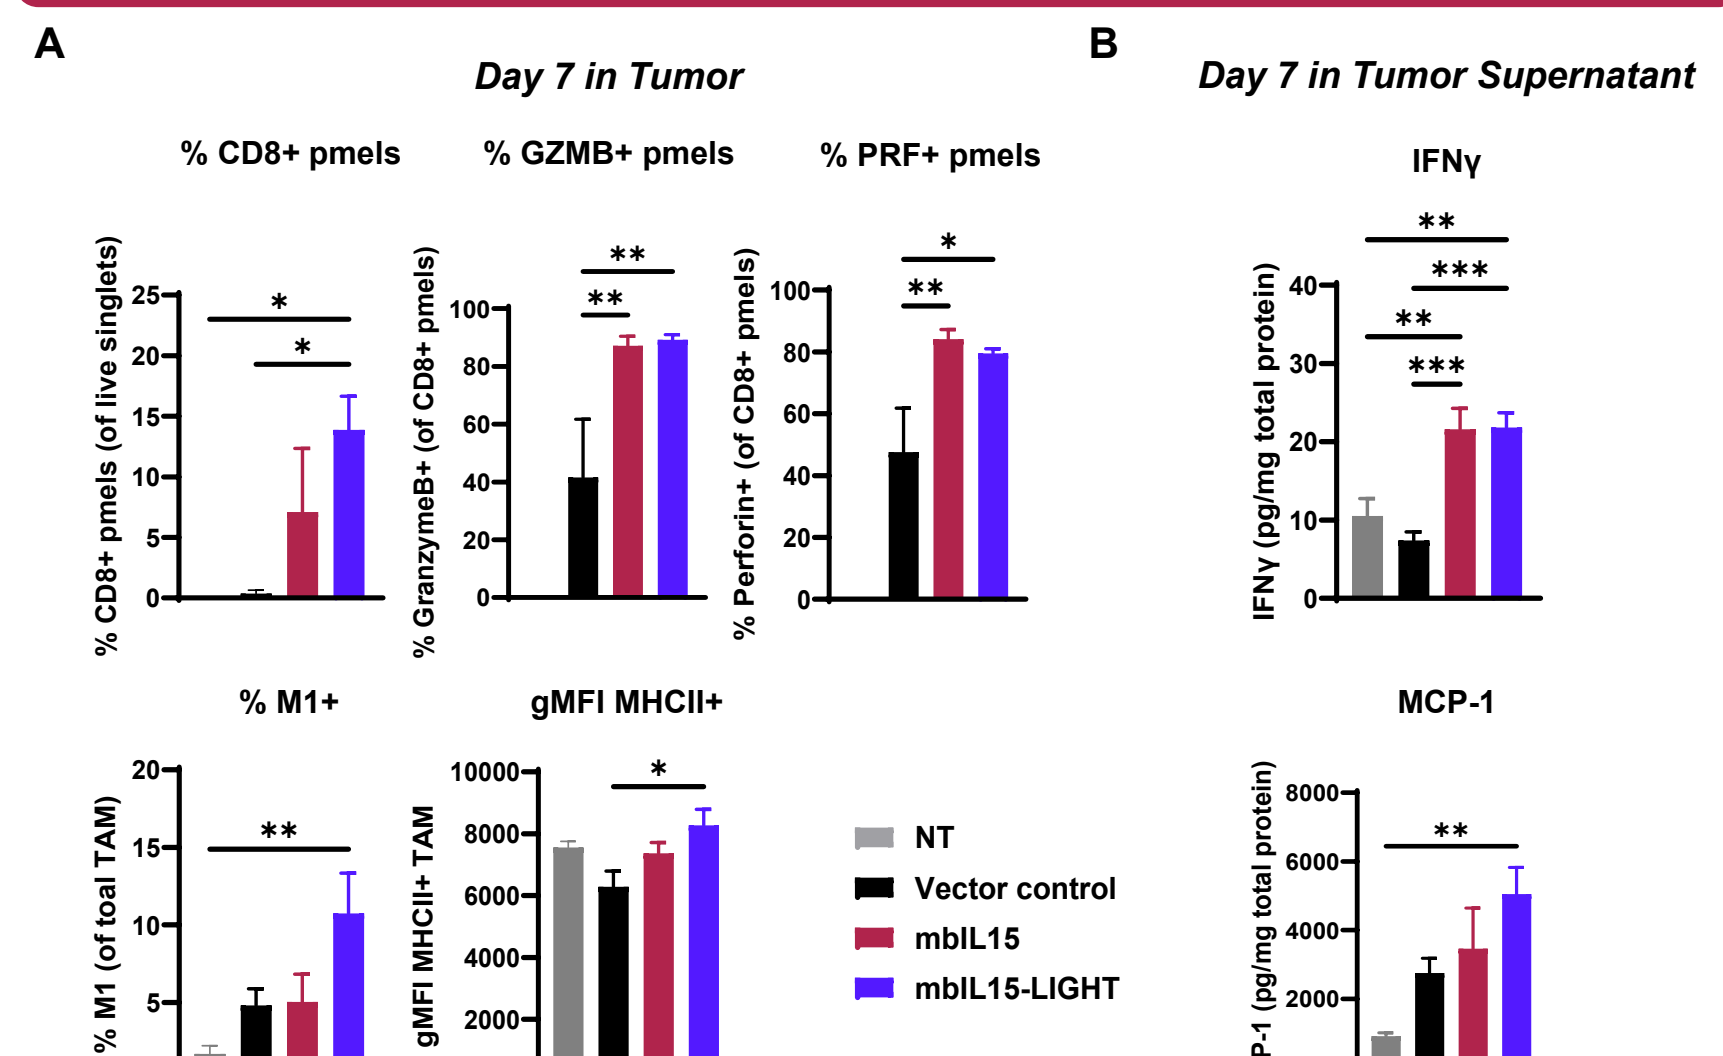 A
Day 7 in Tumor
% CD8+ pmels
% GZMB+ pmels
% PRF+ pmels
% CD8+ pmels (of live singlets)
25
20
15
10
5
0
*
*
% GranzymeB+ (of CD8+ pmels)
100
80
60
40
20
0
**
**
% Perforin+ (of CD8+ pmels)
100
80
60
40
20
0
*
**
% M1+
gMFI MHCII+
% M1 (of toal TAM)
20
15
10
5
**
gMFI MHCII+ TAM
10000
8000
6000
4000
2000
*
NT
Vector control
mbIL15
mbIL15-LIGHT
B
Day 7 in Tumor Supernatant
IFNγ
IFNγ (pg/mg total protein)
40
30
20
10
0
**
***
**
***
MCP-1
P-1 (pg/mg total protein)
8000
6000
4000
2000
**